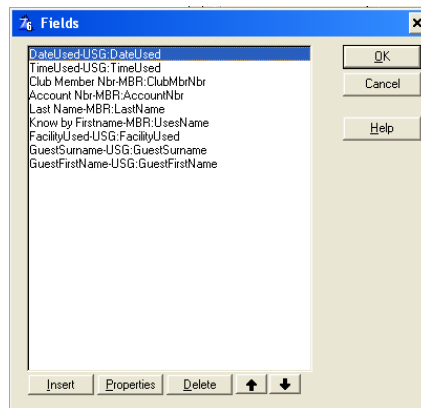 Fields
DateUsed-USG:DateUsed
TimeUsed-USG:TimeUsed
Club Member Nbr-MBR:ClubMbrNbr
Account Nbr-MBR:AccountNbr
Last Name-MBR:LastName
Know by Firstname-MBR:UsesName
FacilityUsed-USG:FacilityUsed
GuestSurname-USG:GuestSurname
GuestFirstName-USG:GuestFirstName
OK
Cancel
Help
Insert Properties Delete